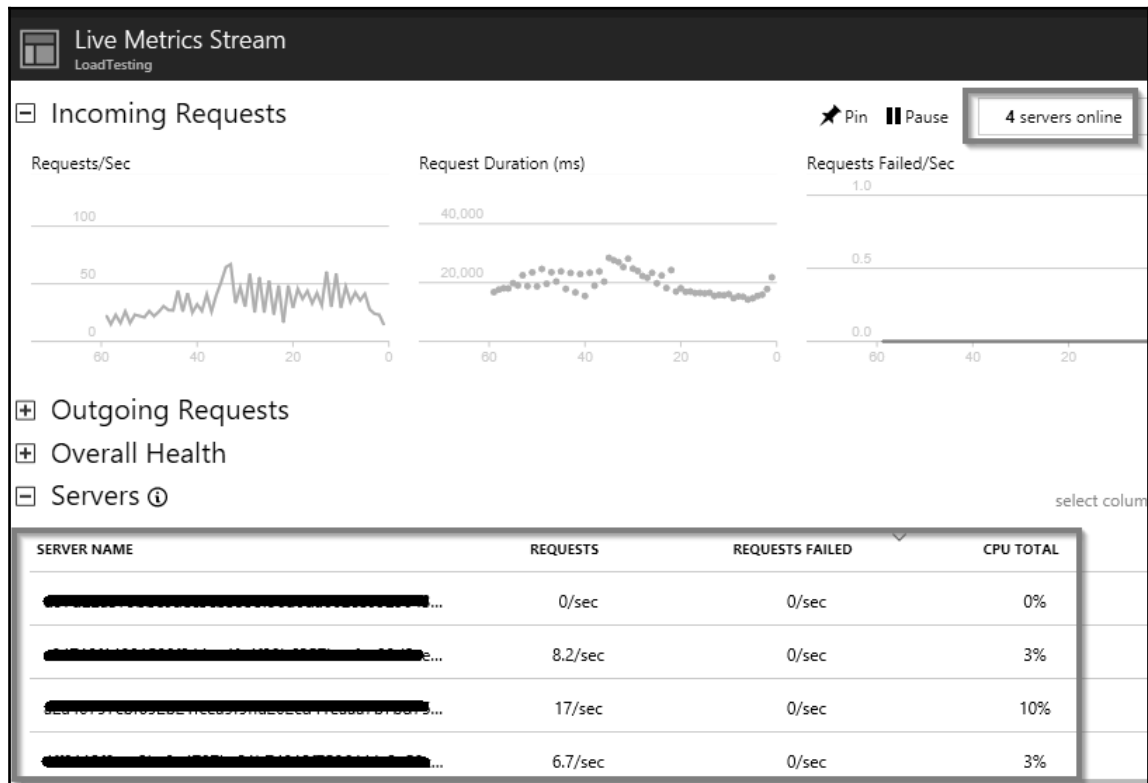 Live Metrics Stream
LoadTesting
Incoming Requests
Pin Pause 4 servers online
Requests/Sec Request Duration (ms) Requests Failed/Sec
100 40,000 1.0
50 20,000 0.5
0 0.0
60 40 20 0 60 40 20 0 60 40 20
Outgoing Requests
Overall Health
Servers
select colum
SERVER NAME REQUESTS REQUESTS FAILED CPU TOTAL
... 0/sec 0/sec 0%
e... 8.2/sec 0/sec 3%
... 17/sec 0/sec 10%
... 6.7/sec 0/sec 3%